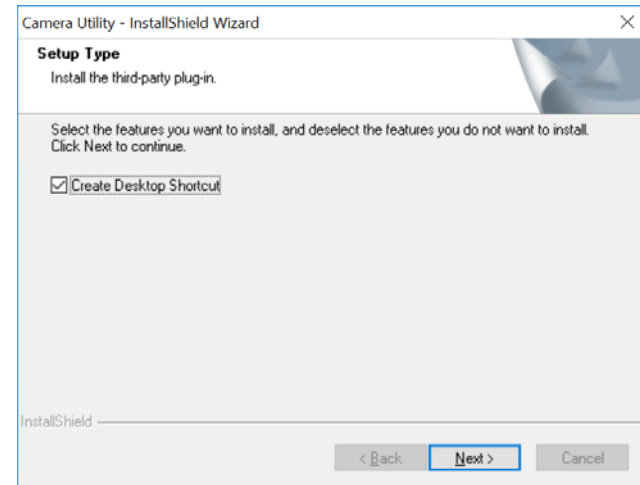 Camera Utility - InstallShield Wizard
Setup Type
Install the third-party plug-in.
Select the features you want to install, and deselect the features you do not want to install.
Click Next to continue.
Create Desktop Shortcut
InstallShield
< Back Next > Cancel